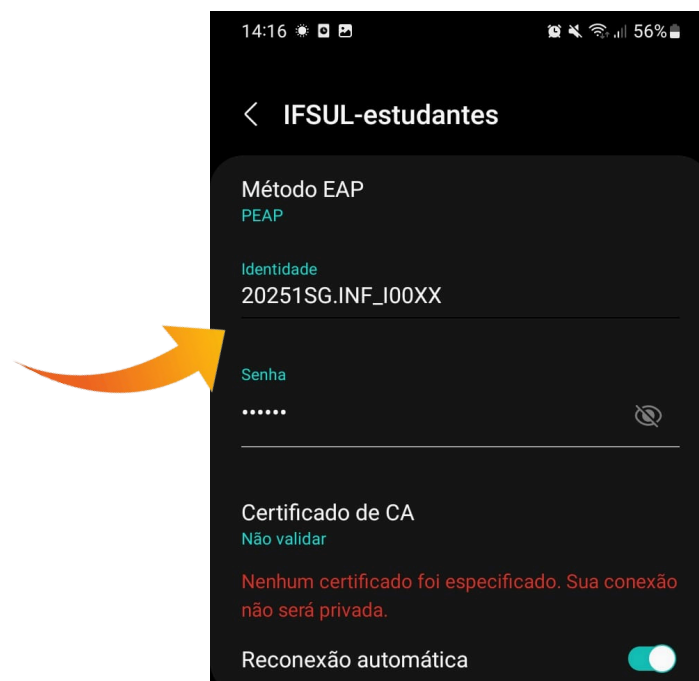 14:16 56%
IFSUL-estudantes
Método EAP
PEAP
Identidade
20251SG.INF_I00XX
Senha
••••••
Certificado de CA
Não validar
Nenhum certificado foi especificado. Sua conexão
não será privada.
Reconexão automática